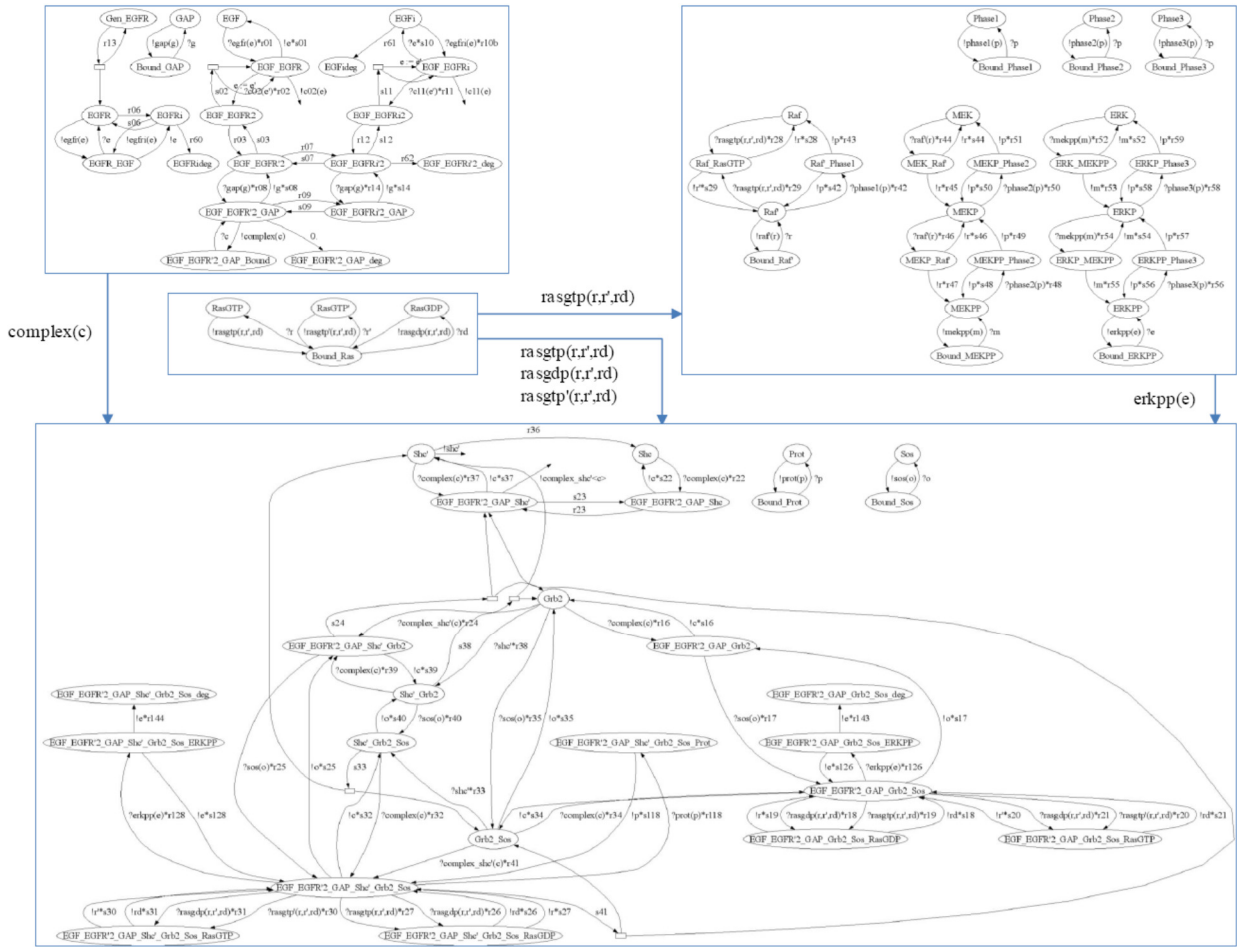 Gen_EGFR
GAP
EGF
EGFi
r13
!gap(g)
?g
?egfr(e)*r01
!e*s01
r61
?e*s10
?egfri(e)*r10b
Bound_GAP
EGF_EGFR
EGFideg
EGF_EGFRi
s02
?c02(e')*r02
!c02(e)
s11
?c11(e')*r11
!c11(e)
EGFR
r06
s06
EGFRi
EGF_EGFR2
EGF_EGFRi2
!egfr(e)
?e
!egfri(e)
!e
r60
r03
s03
r12
s12
EGFR_EGF
EGFRideg
EGF_EGFR'2
r07
s07
EGF_EGFRi'2
r62
EGF_EGFRi'2_deg
?gap(g)*r08
!g*s08
?gap(g)*r14
!g*s14
EGF_EGFR'2_GAP
r09
s09
EGF_EGFRi'2_GAP
?c
!complex(c)
0.
EGF_EGFR'2_GAP_Bound
EGF_EGFR'2_GAP_deg
Phase1
Phase2
Phase3
!phase1(p)
?p
!phase2(p)
?p
!phase3(p)
?p
Bound_Phase1
Bound_Phase2
Bound_Phase3
Raf
MEK
ERK
?rasgtp(r,r',rd)*r28
!r*s28
!p*r43
?raf'(r)*r44
!r*s44
!p*r51
?mekpp(m)*r52
!m*s52
!p*r59
Raf_RasGTP
Raf'_Phase1
MEK_Raf'
MEKP_Phase2
ERK_MEKPP
ERKP_Phase3
!r*s29
?rasgtp(r,r',rd)*r29
!p*s42
?phase1(p)*r42
!r*r45
!p*s50
?phase2(p)*r50
!m*r53
!p*s58
?phase3(p)*r58
Raf'
MEKP
ERKP
!raf'(r)
?r
?raf'(r)*r46
!r*s46
!p*r49
?mekpp(m)*r54
!m*s54
!p*r57
Bound_Raf'
MEKP_Raf'
MEKPP_Phase2
ERKP_MEKPP
ERKPP_Phase3
!r*r47
!p*s48
?phase2(p)*r48
!m*r55
!p*s56
?phase3(p)*r56
MEKPP
ERKPP
!mekpp(m)
?m
!erkpp(e)
?e
Bound_MEKPP
Bound_ERKPP
complex(c)
RasGTP
RasGTP'
RasGDP
!rasgtp(r,r',rd)
?r
!rasgtp'(r,r',rd)
?r'
!rasgdp(r,r',rd)
?rd
Bound_Ras
rasgtp(r,r',rd)
rasgtp(r,r',rd)
rasgdp(r,r',rd)
rasgtp'(r,r',rd)
erkpp(e)
r36
Shc'
!shc'
Shc
Prot
Sos
?complex(c)*r37
!c*s37
!complex_shc'<c>
!c*s22
?complex(c)*r22
!prot(p)
?p
!sos(o)
?o
EGF_EGFR'2_GAP_Shc'
s23
r23
EGF_EGFR'2_GAP_Shc
Bound_Prot
Bound_Sos
Grb2
s24
?complex_shc'(c)*r24
s38
?shc'*r38
?complex(c)*r16
!c*s16
EGF_EGFR'2_GAP_Shc'_Grb2
EGF_EGFR'2_GAP_Grb2
?complex(c)*r39
!c*s39
Shc'_Grb2
EGF_EGFR'2_GAP_Shc'_Grb2_Sos_deg
EGF_EGFR'2_GAP_Grb2_Sos_deg
!e*r144
!o*s40
?sos(o)*r40
?sos(o)*r35
!o*s35
?sos(o)*r17
!e*r143
!o*s17
EGF_EGFR'2_GAP_Shc'_Grb2_Sos_ERKPP
Shc'_Grb2_Sos
EGF_EGFR'2_GAP_Shc'_Grb2_Sos_Prot
EGF_EGFR'2_GAP_Grb2_Sos_ERKPP
?sos(o)*r25
!o*s25
s33
?shc'*r33
!e*s126
?erkpp(e)*r126
EGF_EGFR'2_GAP_Grb2_Sos
?erkpp(e)*r128
!e*s128
!c*s32
?complex(c)*r32
!c*s34
?complex(c)*r34
!p*s118
?prot(p)*r118
!r*s19
?rasgdp(r,r',rd)*r18
?rasgtp(r,r',rd)*r19
!rd*s18
!r'*s20
?rasgdp(r,r',rd)*r21
?rasgtp'(r,r',rd)*r20
!rd*s21
Grb2_Sos
EGF_EGFR'2_GAP_Grb2_Sos_RasGDP
EGF_EGFR'2_GAP_Grb2_Sos_RasGTP
?complex_shc'(c)*r41
EGF_EGFR'2_GAP_Shc'_Grb2_Sos
!r'*s30
!rd*s31
?rasgdp(r,r',rd)*r31
?rasgtp'(r,r',rd)*r30
?rasgtp(r,r',rd)*r27
?rasgdp(r,r',rd)*r26
!rd*s26
!r*s27
s41
EGF_EGFR'2_GAP_Shc'_Grb2_Sos_RasGTP
EGF_EGFR'2_GAP_Shc'_Grb2_Sos_RasGDP